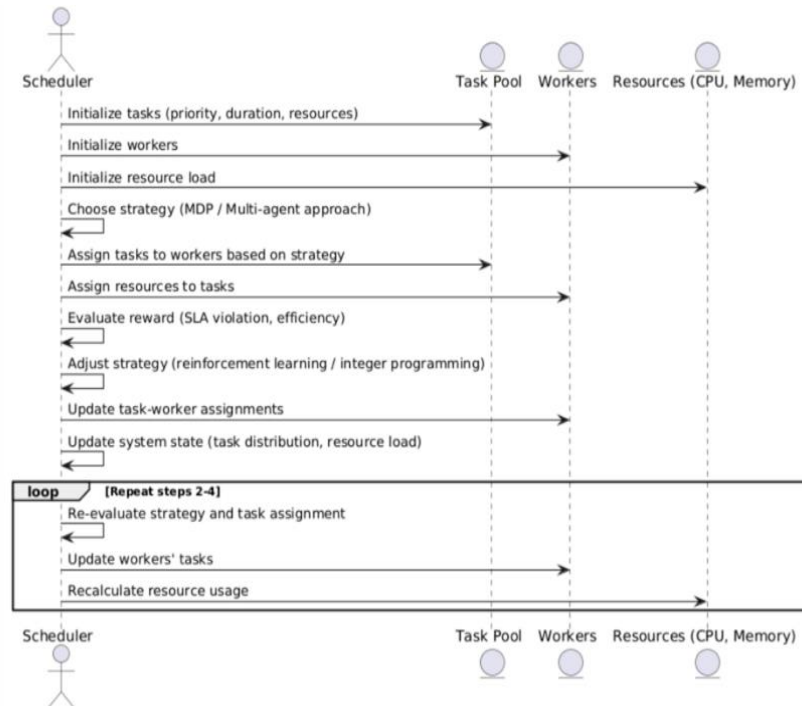 Scheduler
Task Pool Workers Resources (CPU, Memory)
Initialize tasks (priority, duration, resources)
Initialize workers
Initialize resource load
Choose strategy (MDP / Multi-agent approach)
Assign tasks to workers based on strategy
Assign resources to tasks
Evaluate reward (SLA violation, efficiency)
Adjust strategy (reinforcement learning / integer programming)
Update task-worker assignments
Update system state (task distribution, resource load)
loop [Repeat steps 2-4]
Re-evaluate strategy and task assignment
Update workers' tasks
Recalculate resource usage
Scheduler Task Pool Workers Resources (CPU, Memory)